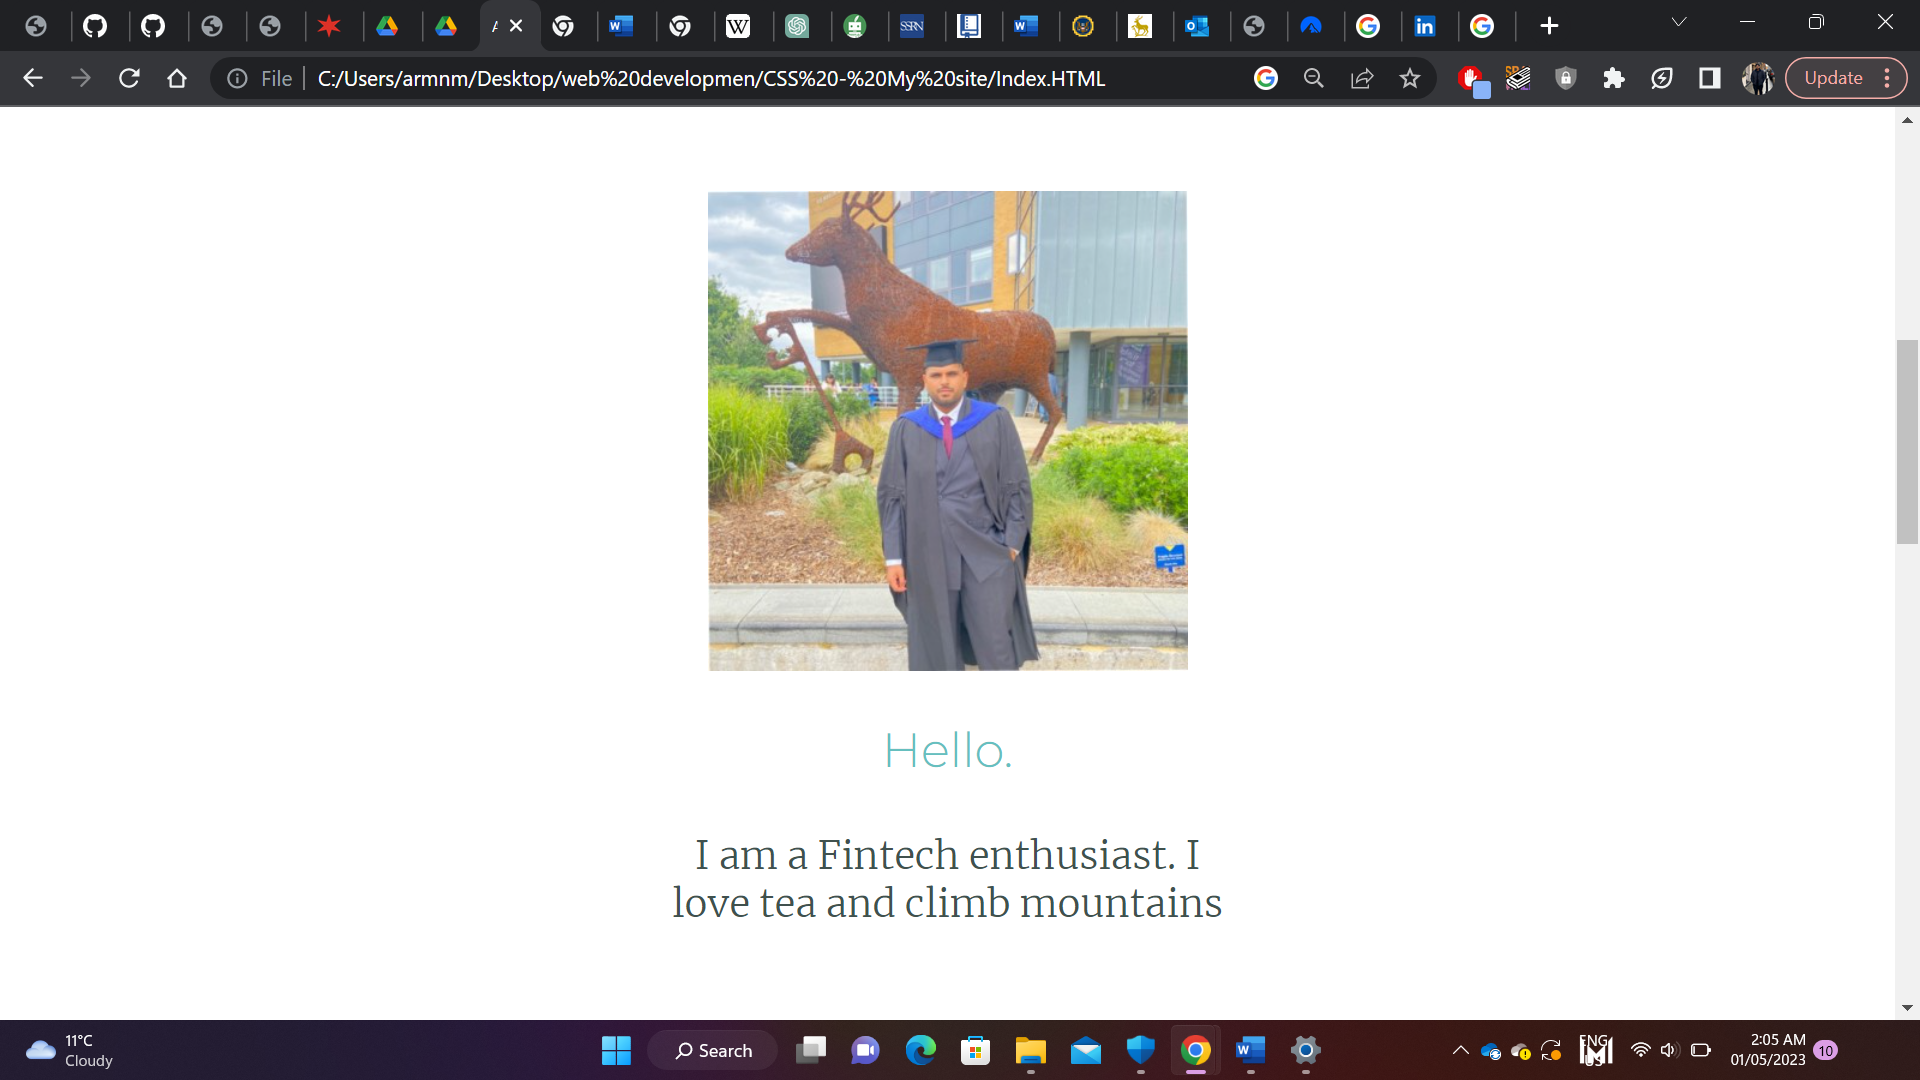 File
C:/Users/armnm/Desktop/web%20developmen/CSS%20-%20My%20site/Index.HTML
Update
Hello.
I am a Fintech enthusiast. I
love tea and climb mountains
11°C
Cloudy
Search
ENG
US
2:05 AM
01/05/2023
10